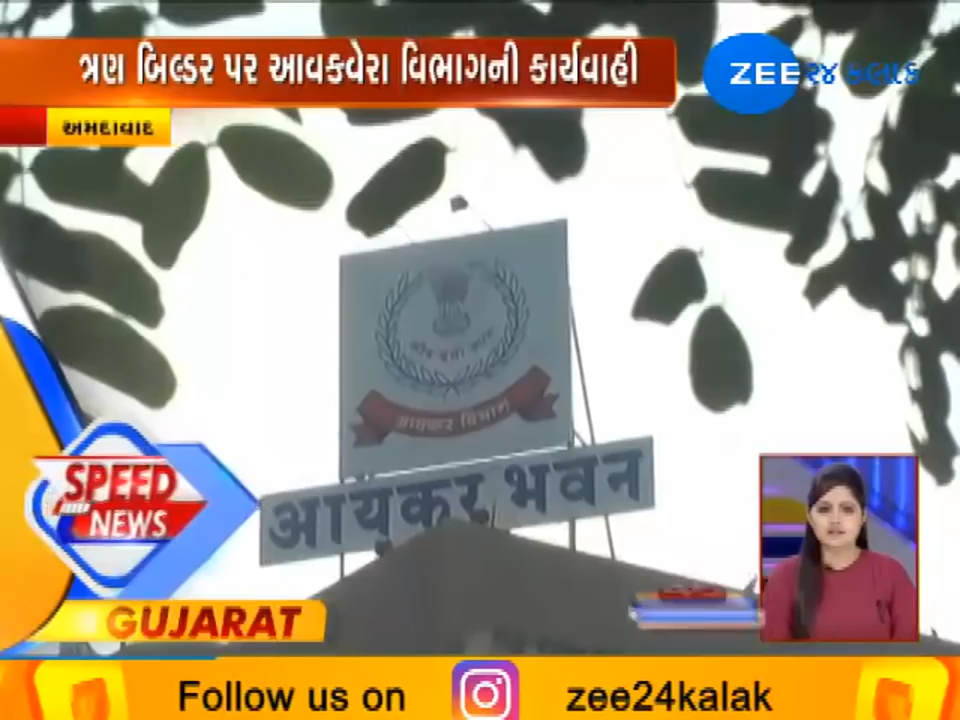 ત્રણ બિલ્ડર પર આવકવેરા વિભાગની કાર્યવાહી
ZEE ૨૪ કલાક
અમદાવાદ
आयकर विभाग
आयकर भवन
SPEED
NEWS
GUJARAT
Follow us on zee24kalak